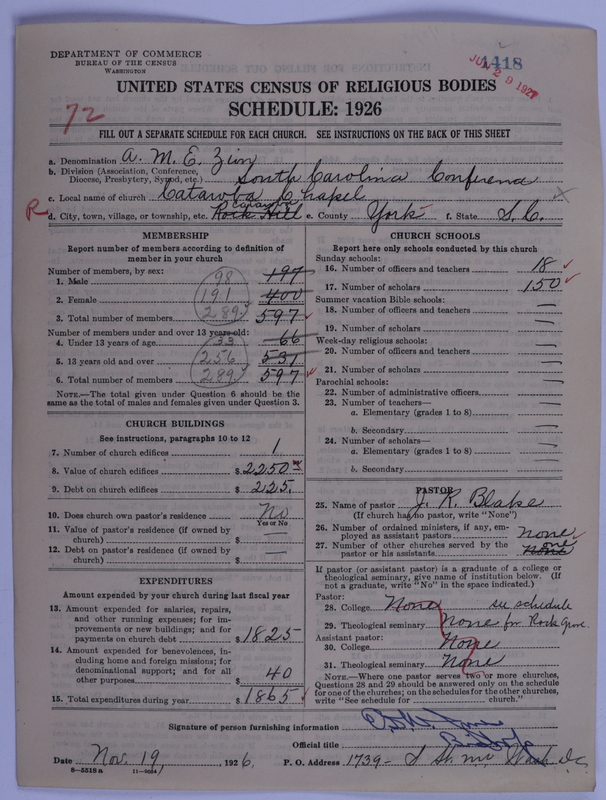 DEPARTMENT OF COMMERCE
BUREAU OF THE CENSUS
WASHINGTON
1418
JUN 29 1927
UNITED STATES CENSUS OF RELIGIOUS BODIES
SCHEDULE: 1926
72
FILL OUT A SEPARATE SCHEDULE FOR EACH CHURCH. SEE INSTRUCTIONS ON THE BACK OF THIS SHEET
a. Denomination A. M. E. Zion
b. Division (Association, Conference, Diocese, Presbytery, Synod, etc.) South Carolina Conference
c. Local name of church Catawba Chapel
R d. City, town, village, or township, etc. Rock Hill Catawba e. County York f. State S. C.
MEMBERSHIP
Report number of members according to definition of member in your church
Number of members, by sex:
1. Male 98 197
2. Female 191 400
3. Total number of members 289 597
Number of members under and over 13 years old:
4. Under 13 years of age 33 66
5. 13 years old and over 256 531
6. Total number of members 289 597
NOTE.—The total given under Question 6 should be the same as the total of males and females given under Question 3.
CHURCH BUILDINGS
See instructions, paragraphs 10 to 12
7. Number of church edifices 1
8. Value of church edifices $ 2250
9. Debt on church edifices $ 225.
10. Does church own pastor's residence No
Yes or No
11. Value of pastor's residence (if owned by church) $ —
12. Debt on pastor's residence (if owned by church) $ —
EXPENDITURES
Amount expended by your church during last fiscal year
13. Amount expended for salaries, repairs, and other running expenses; for improvements or new buildings; and for payments on church debt $ 1825
14. Amount expended for benevolences, including home and foreign missions; for denominational support; and for all other purposes $ 40
15. Total expenditures during year $ 1865
CHURCH SCHOOLS
Report here only schools conducted by this church
Sunday schools:
16. Number of officers and teachers 18
17. Number of scholars 150
Summer vacation Bible schools:
18. Number of officers and teachers —
19. Number of scholars —
Week-day religious schools:
20. Number of officers and teachers —
21. Number of scholars —
Parochial schools:
22. Number of administrative officers —
23. Number of teachers—
a. Elementary (grades 1 to 8) —
b. Secondary —
24. Number of scholars—
a. Elementary (grades 1 to 8) —
b. Secondary —
PASTOR
25. Name of pastor J. R. Blake
(If church has no pastor, write "None")
26. Number of ordained ministers, if any, employed as assistant pastors None
27. Number of other churches served by the pastor or his assistants one
If pastor (or assistant pastor) is a graduate of a college or theological seminary, give name of institution below. (If not a graduate, write "No" in the space indicated.)
Pastor:
28. College None see schedule
29. Theological seminary None for Rock Grove.
Assistant pastor:
30. College None
31. Theological seminary None
NOTE.—Where one pastor serves two or more churches, Questions 28 and 29 should be answered only on the schedule for one of the churches; on the schedules for the other churches, write "See schedule for church."
Signature of person furnishing information
Official title Bishop
Date Nov. 19, 1926. P. O. Address 1739- S St. NW Wash. D.C.
8—5518 a 11—9094